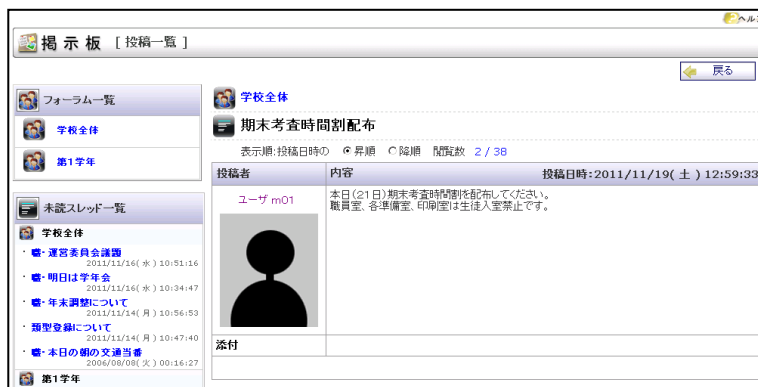 ヘル
掲示板 [投稿一覧]
戻る
フォーラム一覧
学校全体
第1学年
未読スレッド一覧
学校全体
・職・運営委員会議題
2011/11/16(水)10:51:16
・職・明日は学年会
2011/11/16(水)10:34:47
・職・年末調整について
2011/11/14(月)10:56:53
・類型登録について
2011/11/14(月)10:47:40
・職・本日の朝の交通当番
2006/08/08(火)00:16:27
第1学年
学校全体
期末考査時間割配布
表示順:投稿日時の 昇順 降順 閲覧数 2/38
投稿者 内容 投稿日時:2011/11/19(土)12:59:33
ユーザ m01
本日(21日)期末考査時間割を配布してください。
職員室、各準備室、印刷室は生徒入室禁止です。
添付